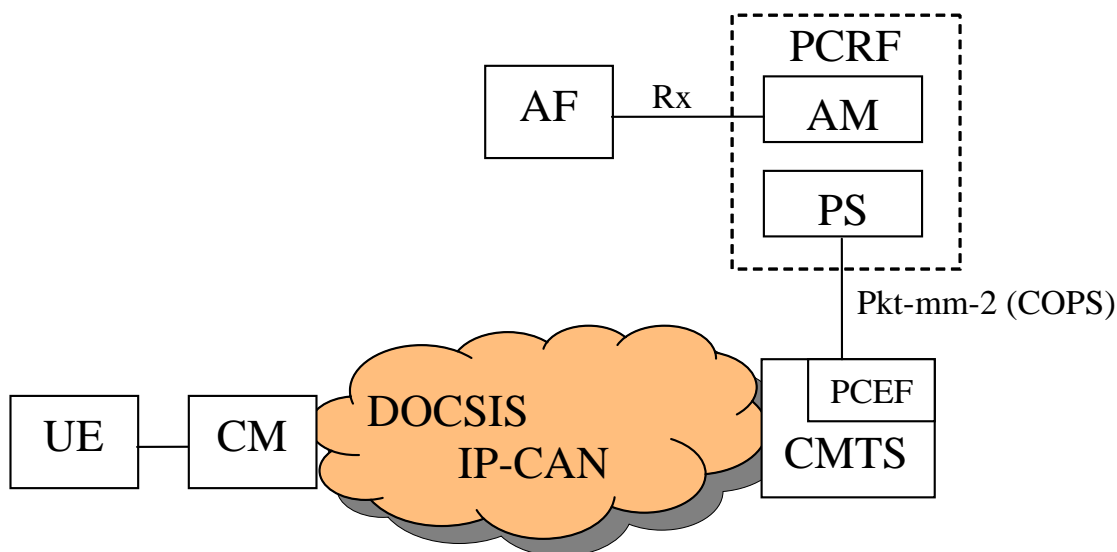 PCRF
AF
Rx
AM
PS
Pkt-mm-2 (COPS)
PCEF
DOCSIS
UE
CM
CMTS
IP-CAN